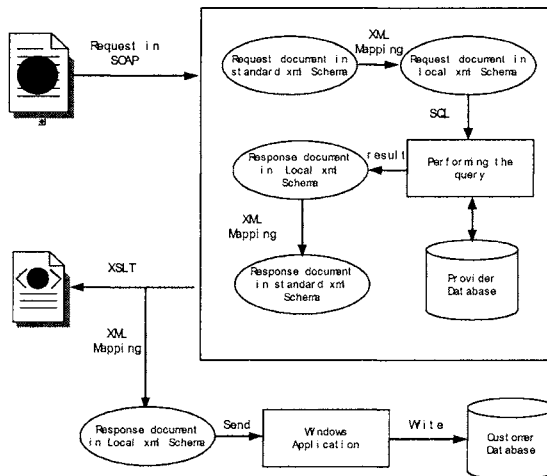 Request in
SOAP
Request document in
standard xml Schema
XML
Mapping
Request document in
local xml Schema
SQL
Performing the
query
result
Response document
in Local xml
Schema
XML
Mapping
Response document
in standard xml
Schema
Provider
Database
XSLT
XML
Mapping
Response document
in Local xml Schema
Send
Windows
Application
Write
Customer
Database